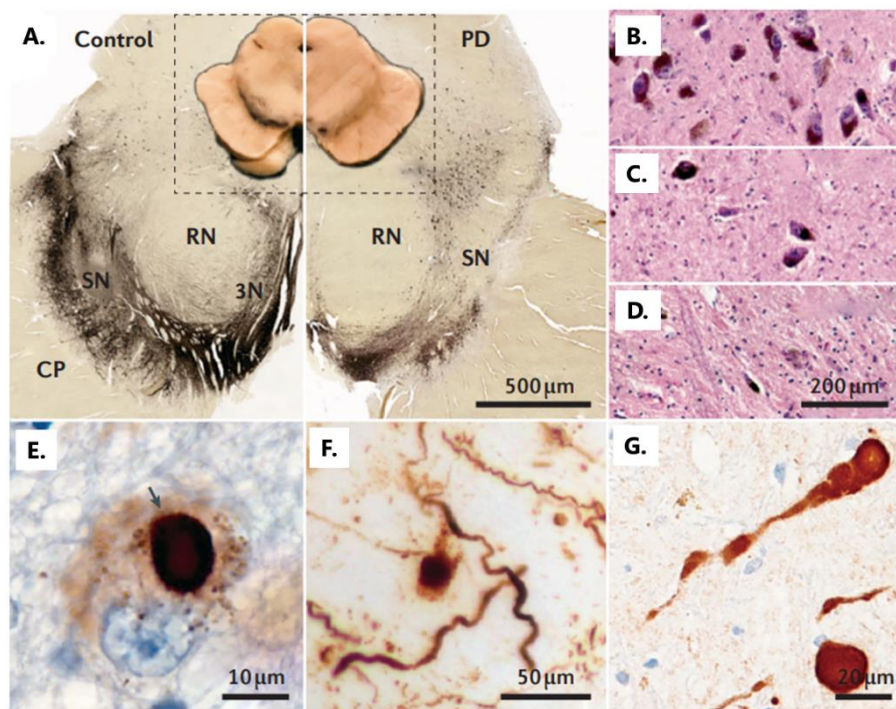 A.
Control
PD
RN
RN
SN
SN
3N
CP
500 µm
B.
C.
D.
200 µm
E.
10 µm
F.
50 µm
G.
20 µm